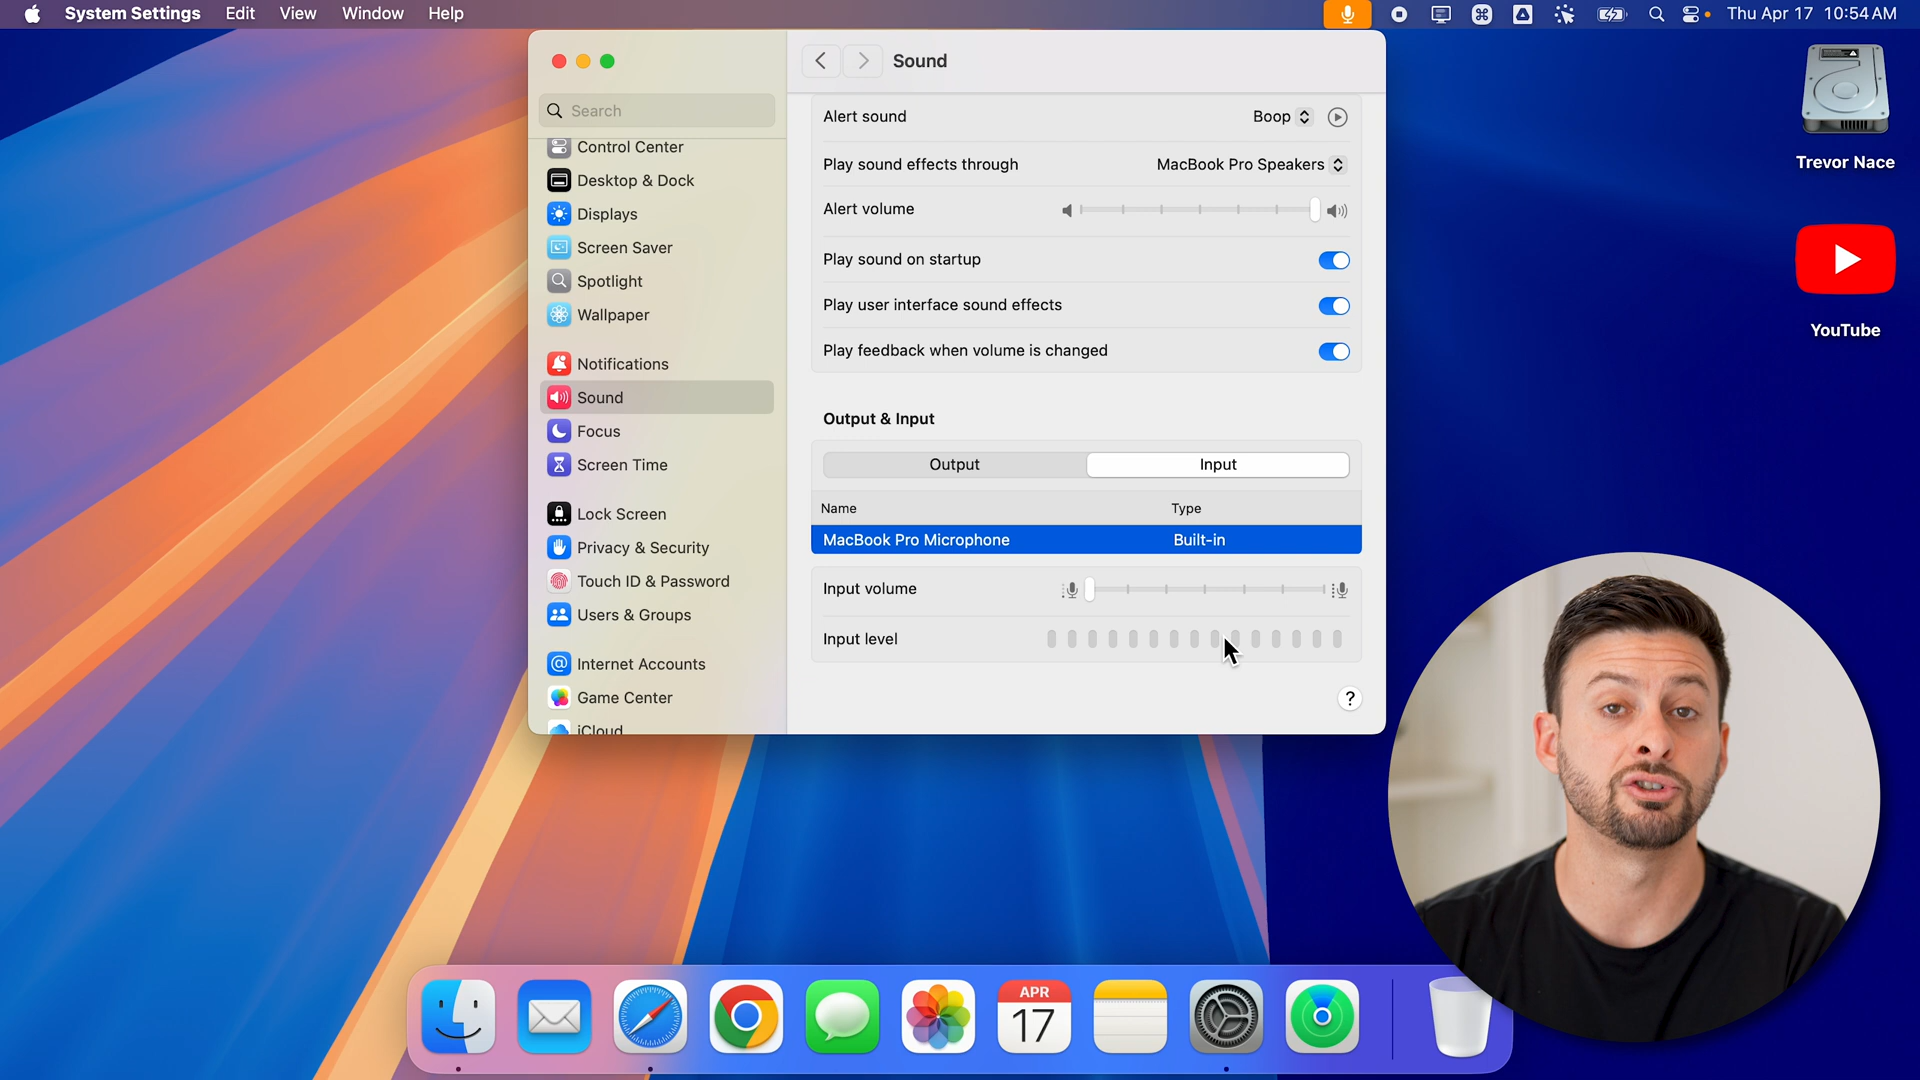 System Settings Edit View Window Help
Thu Apr 17 10:54 AM
Sound
Search
Control Center
Desktop & Dock
Displays
Screen Saver
Spotlight
Wallpaper
Notifications
Sound
Focus
Screen Time
Lock Screen
Privacy & Security
Touch ID & Password
Users & Groups
Internet Accounts
Game Center
iCloud
Alert sound Boop
Play sound effects through MacBook Pro Speakers
Alert volume
Play sound on startup
Play user interface sound effects
Play feedback when volume is changed
Output & Input
Output Input
Name Type
MacBook Pro Microphone Built-in
Input volume
Input level
?
Trevor Nace
YouTube
APR
17